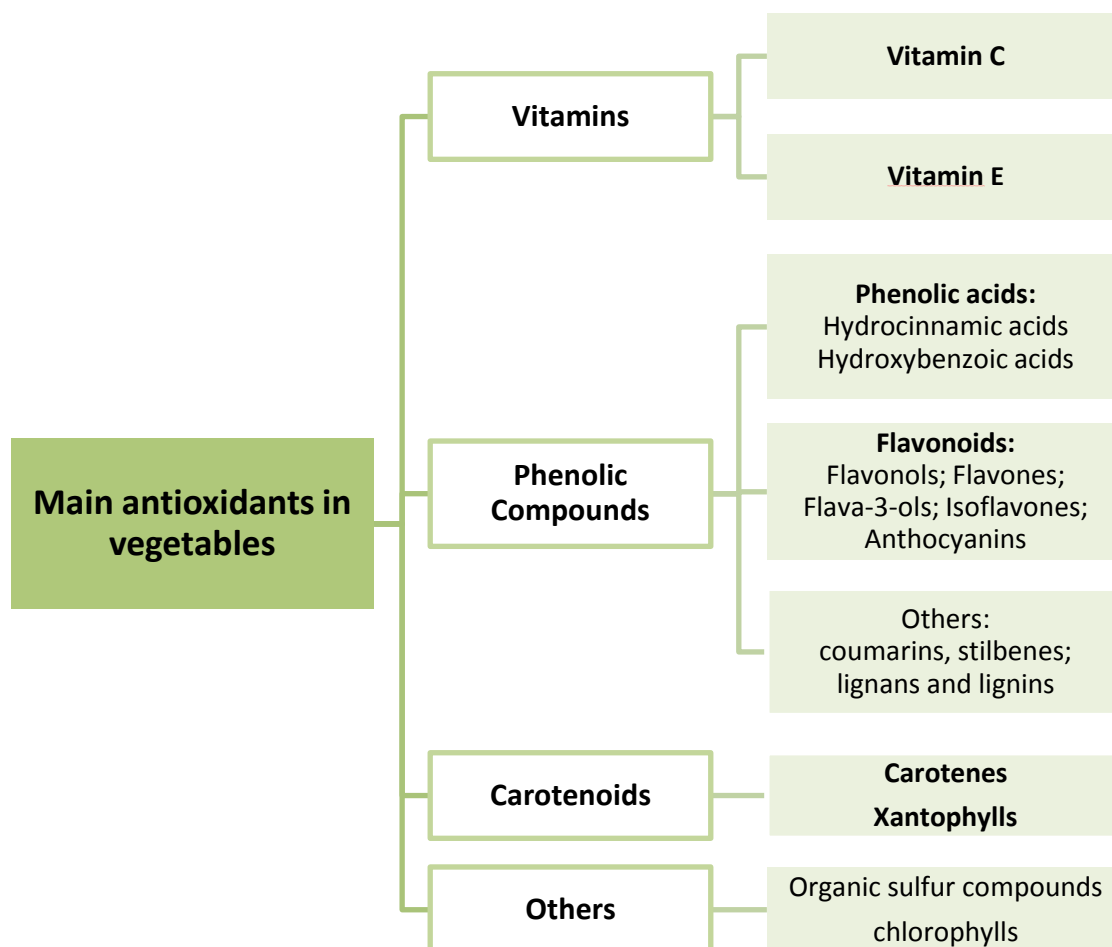 Main antioxidants in
vegetables
Vitamins
Vitamin C
Vitamin E
Phenolic
Compounds
Phenolic acids:
Hydrocinnamic acids
Hydroxybenzoic acids
Flavonoids:
Flavonols; Flavones;
Flava-3-ols; Isoflavones;
Anthocyanins
Others:
coumarins, stilbenes;
lignans and lignins
Carotenoids
Carotenes
Xantophylls
Others
Organic sulfur compounds
chlorophylls